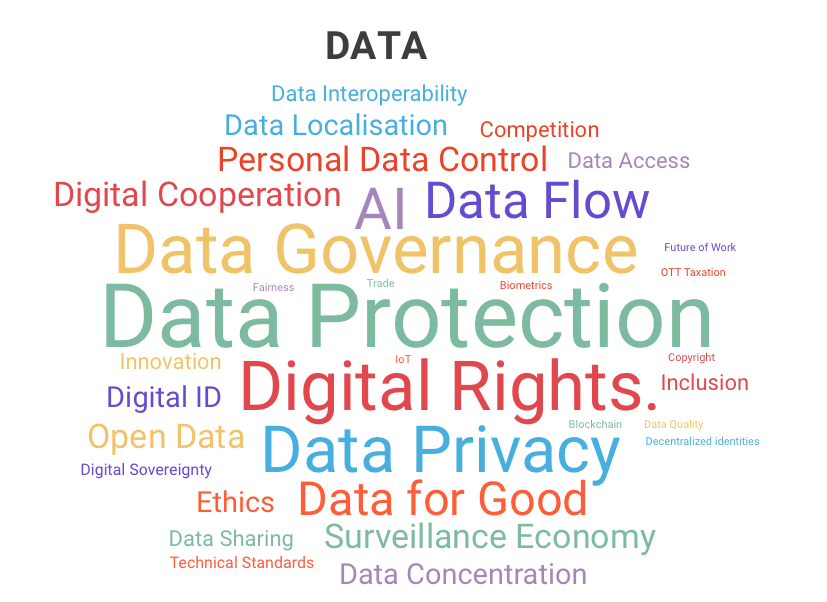 DATA
Data Interoperability
Data Localisation
Competition
Personal Data Control
Data Access
Digital Cooperation
AI
Data Flow
Data Governance
Future of Work
OTT Taxation
Fairness
Trade
Biometrics
Data Protection
Innovation
IoT
Copyright
Digital ID
Digital Rights.
Inclusion
Open Data
Data Privacy
Blockchain
Data Quality
Decentralized identities
Digital Sovereignty
Ethics
Data for Good
Data Sharing
Surveillance Economy
Technical Standards
Data Concentration